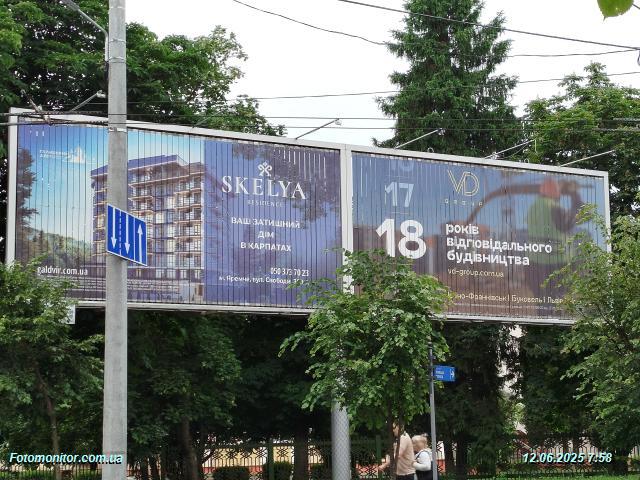 SKELYA
RESIDENCE
ВАШ ЗАТИШНИЙ
ДІМ
В КАРПАТАХ
galdvir.com.ua
050 373 70 23
м. Яремче, вул. Свободи
17
18
VD
GROUP
років
відповідального
будівництва
vd-group.com.ua
Буковель | Львів
Fotomonitor.com.ua
12.06.2025 7:58